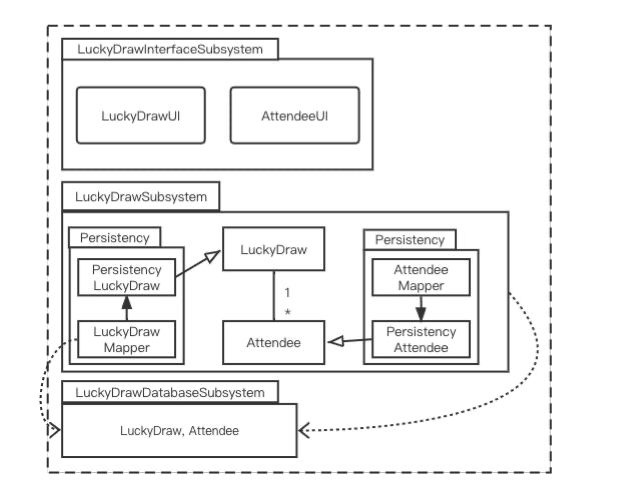 LuckyDrawInterfaceSubsystem
LuckyDrawUI
AttendeeUI
LuckyDrawSubsystem
Persistency
Persistency
LuckyDraw
LuckyDraw
Mapper
LuckyDraw
1
*
Attendee
Persistency
Attendee
Mapper
Persistency
Attendee
LuckyDrawDatabaseSubsystem
LuckyDraw, Attendee